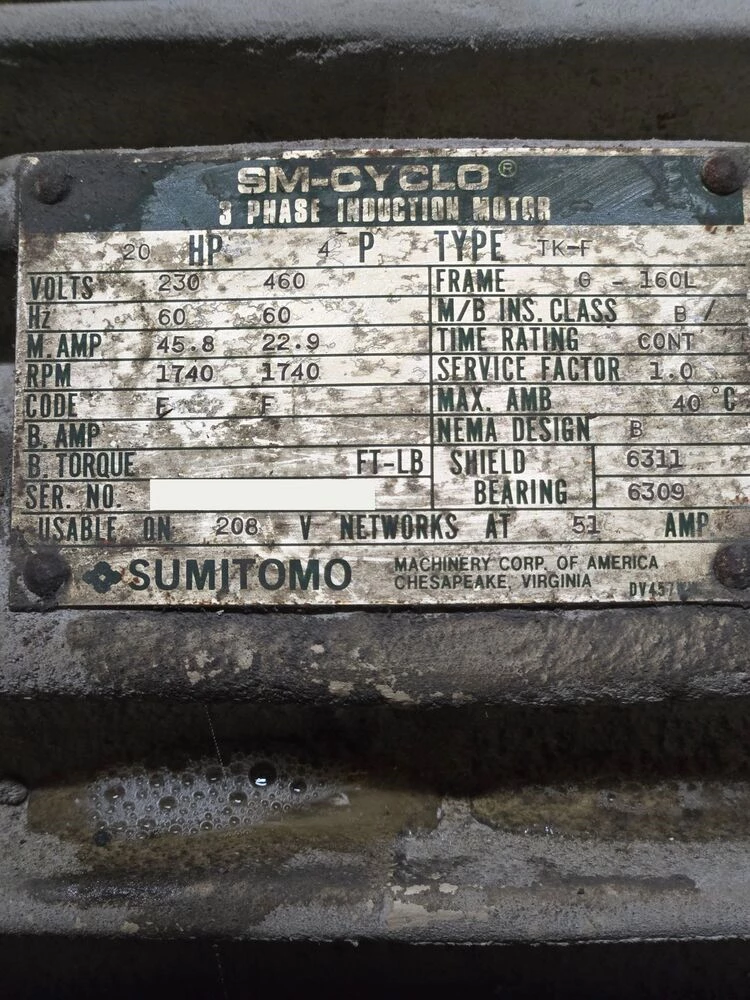 SM-CYCLO®
3 PHASE INDUCTION MOTOR
20 HP 4 P TYPE TK-F
VOLTS 230 460 FRAME G - 160L
Hz 60 60 M/B INS. CLASS B /
M. AMP 45.8 22.9 TIME RATING CONT
RPM 1740 1740 SERVICE FACTOR 1.0
CODE F F MAX. AMB 40 °C
B. AMP NEMA DESIGN B
B. TORQUE FT-LB SHIELD 6311
SER. NO. BEARING 6309
USABLE ON 208 V NETWORKS AT 51 AMP
SUMITOMO MACHINERY CORP. OF AMERICA
CHESAPEAKE, VIRGINIA